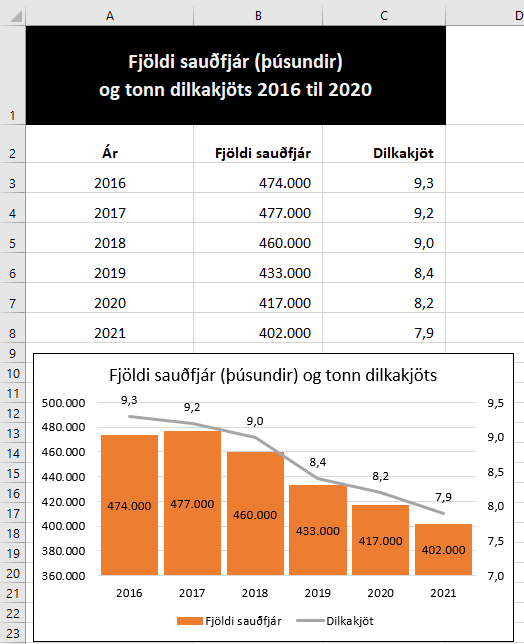 A B C D
1 Fjöldi sauðfjár (þúsundir)
og tonn dilkakjöts 2016 til 2020
2 Ár Fjöldi sauðfjár Dilkakjöt
3 2016 474.000 9,3
4 2017 477.000 9,2
5 2018 460.000 9,0
6 2019 433.000 8,4
7 2020 417.000 8,2
8 2021 402.000 7,9
9
10 Fjöldi sauðfjár (þúsundir) og tonn dilkakjöts
11
12
13
14
15
16
17
18
19
20
21
22
23
500.000
480.000
460.000
440.000
420.000
400.000
380.000
360.000
9,3 9,2 9,0 8,4 8,2 7,9
474.000 477.000 460.000 433.000 417.000 402.000
9,5
9,0
8,5
8,0
7,5
7,0
2016 2017 2018 2019 2020 2021
Fjöldi sauðfjár Dilkakjöt